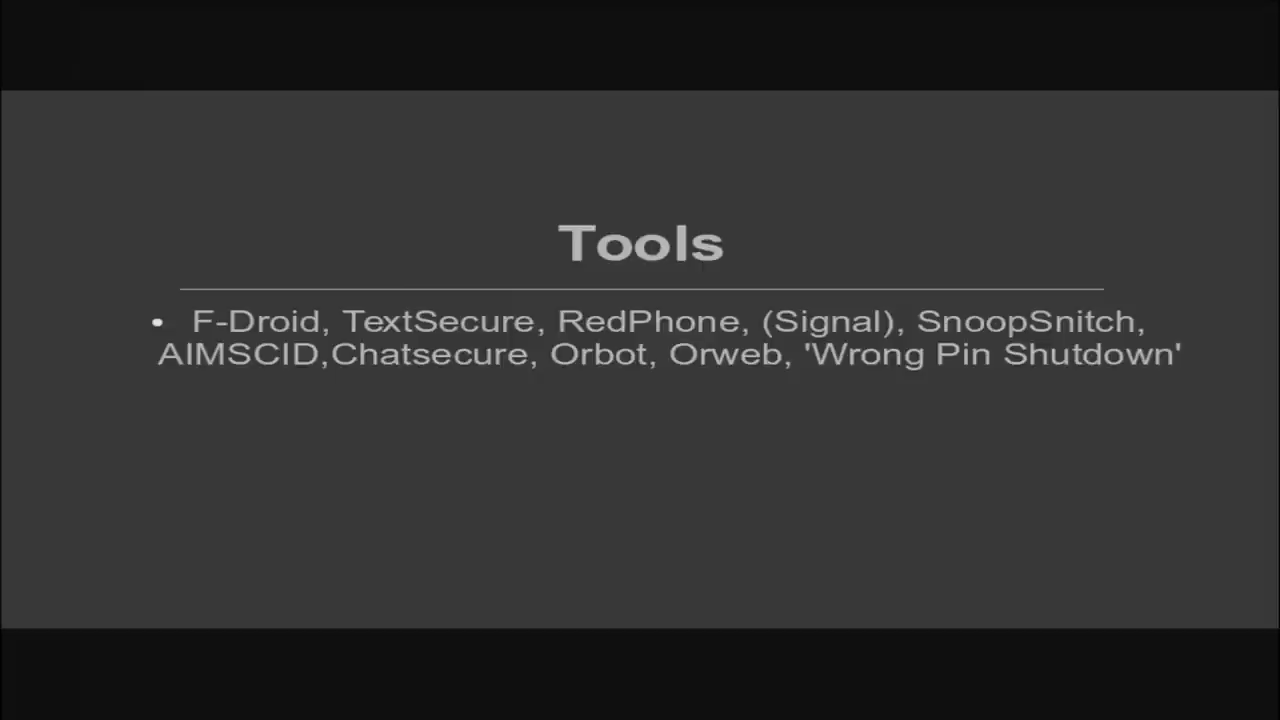 Tools
• F-Droid, TextSecure, RedPhone, (Signal), SnoopSnitch,
AIMSCID,Chatsecure, Orbot, Orweb, 'Wrong Pin Shutdown'